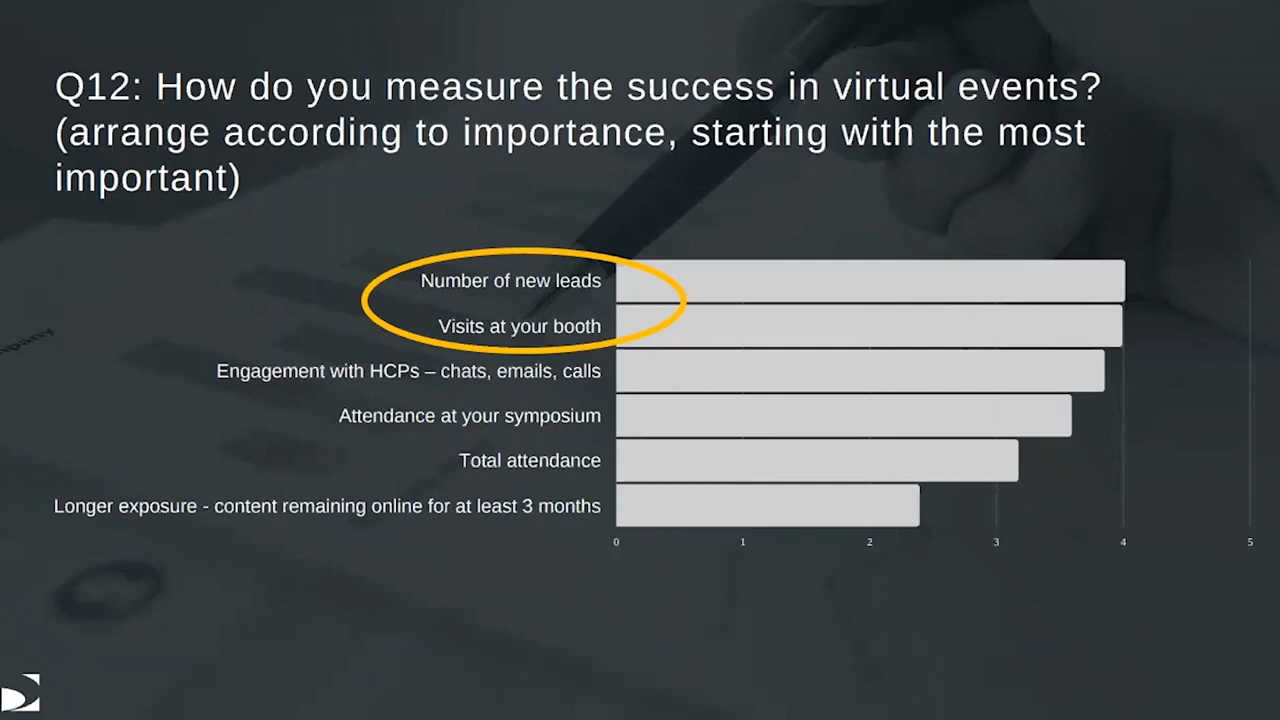 Q12: How do you measure the success in virtual events?
(arrange according to importance, starting with the most
important)
Number of new leads
Visits at your booth
Engagement with HCPs – chats, emails, calls
Attendance at your symposium
Total attendance
Longer exposure - content remaining online for at least 3 months
0 1 2 3 4 5